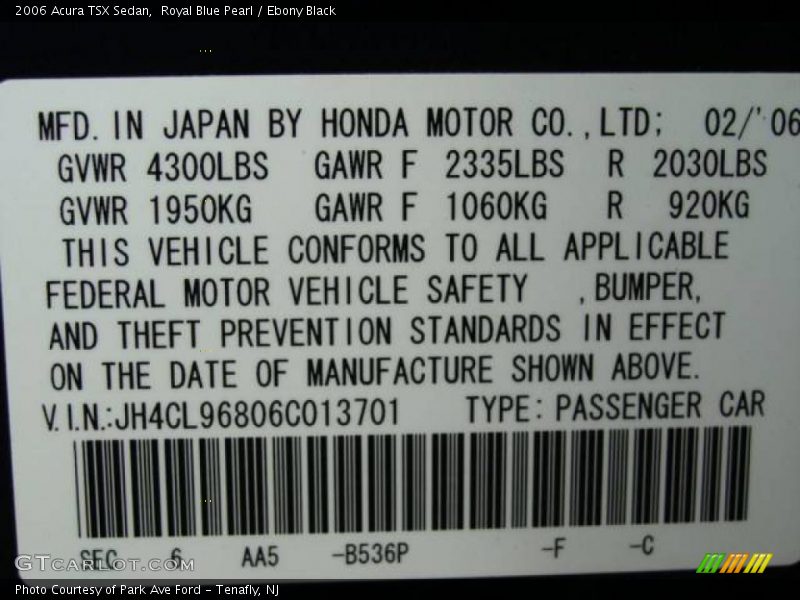 2006 Acura TSX Sedan,  Royal Blue Pearl / Ebony Black
MFD. IN JAPAN BY HONDA MOTOR CO.,LTD; 02/'06
GVWR 4300LBS GAWR F 2335LBS R 2030LBS
GVWR 1950KG GAWR F 1060KG R 920KG
THIS VEHICLE CONFORMS TO ALL APPLICABLE
FEDERAL MOTOR VEHICLE SAFETY ,BUMPER,
AND THEFT PREVENTION STANDARDS IN EFFECT
ON THE DATE OF MANUFACTURE SHOWN ABOVE.
V.I.N.:JH4CL96806C013701 TYPE: PASSENGER CAR
SEC 6 AA5 -B536P -F -C
GTCarLot.com
Photo Courtesy of Park Ave Ford - Tenafly, NJ